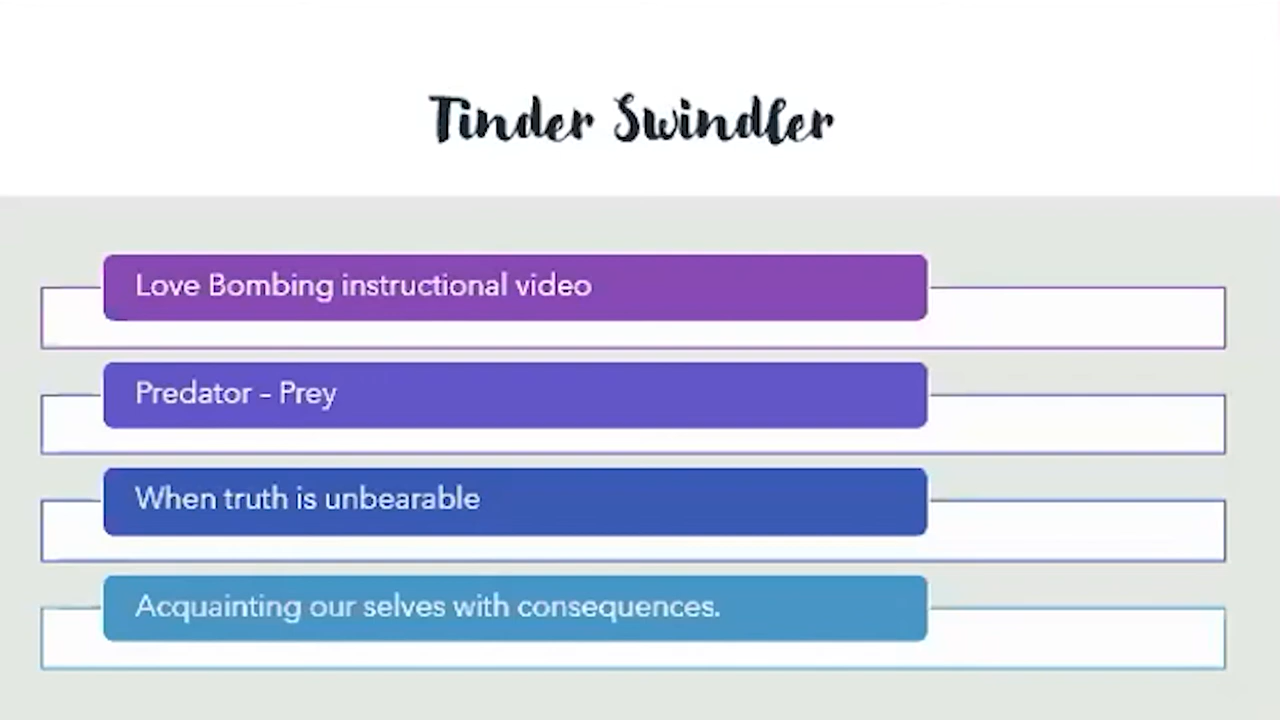 Tinder Swindler
Love Bombing instructional video
Predator – Prey
When truth is unbearable
Acquainting our selves with consequences.